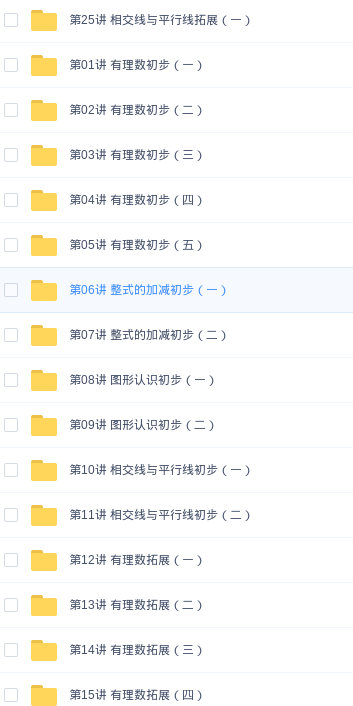 第25讲 相交线与平行线拓展（一）
第01讲 有理数初步（一）
第02讲 有理数初步（二）
第03讲 有理数初步（三）
第04讲 有理数初步（四）
第05讲 有理数初步（五）
第06讲 整式的加减初步（一）
第07讲 整式的加减初步（二）
第08讲 图形认识初步（一）
第09讲 图形认识初步（二）
第10讲 相交线与平行线初步（一）
第11讲 相交线与平行线初步（二）
第12讲 有理数拓展（一）
第13讲 有理数拓展（二）
第14讲 有理数拓展（三）
第15讲 有理数拓展（四）